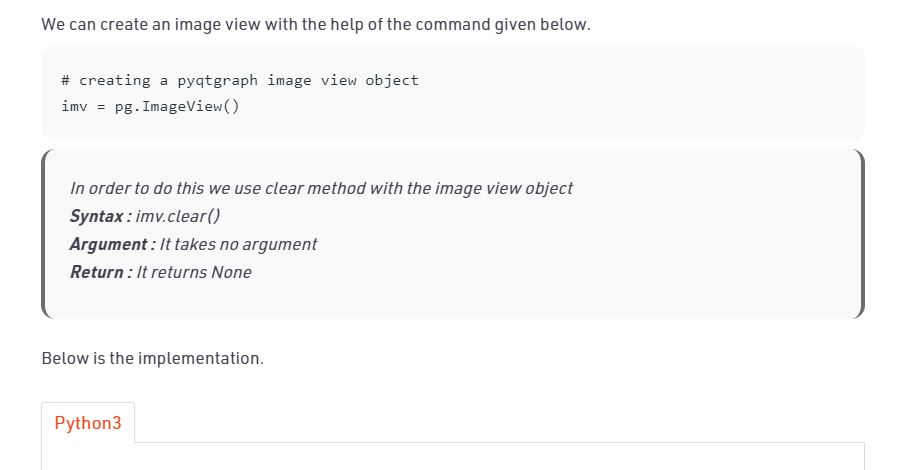 We can create an image view with the help of the command given below.
# creating a pyqtgraph image view object
imv = pg.ImageView()
In order to do this we use clear method with the image view object
Syntax : imv.clear()
Argument : It takes no argument
Return : It returns None
Below is the implementation.
Python3